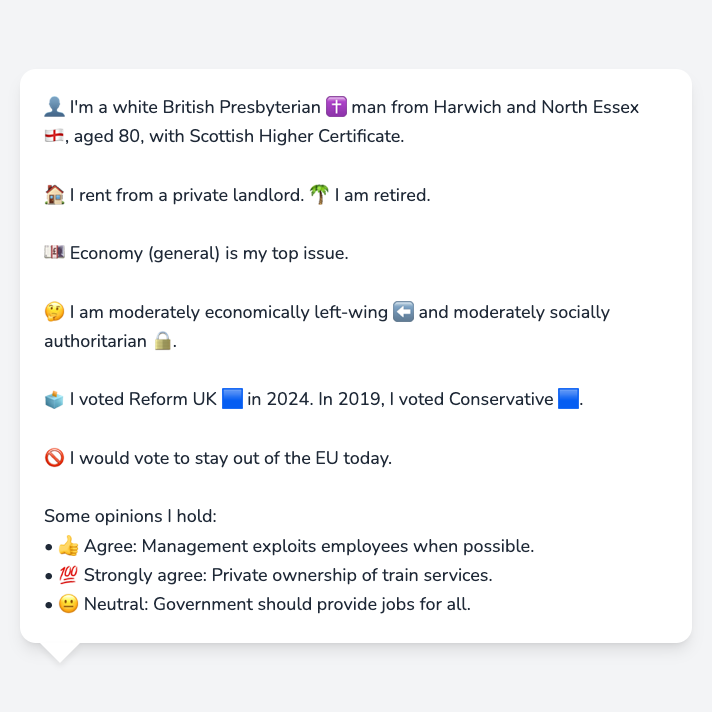 👤 I'm a white British Presbyterian ✝️ man from Harwich and North Essex
🏴󠁧󠁢󠁥󠁮󠁧󠁿, aged 80, with Scottish Higher Certificate.
🏠 I rent from a private landlord. 🌴 I am retired.
💷 Economy (general) is my top issue.
🤔 I am moderately economically left-wing ⬅️ and moderately socially
authoritarian 🔒.
🗳️ I voted Reform UK 🟦 in 2024. In 2019, I voted Conservative 🟦.
🚫 I would vote to stay out of the EU today.
Some opinions I hold:
• 👍 Agree: Management exploits employees when possible.
• 💯 Strongly agree: Private ownership of train services.
• 😐 Neutral: Government should provide jobs for all.